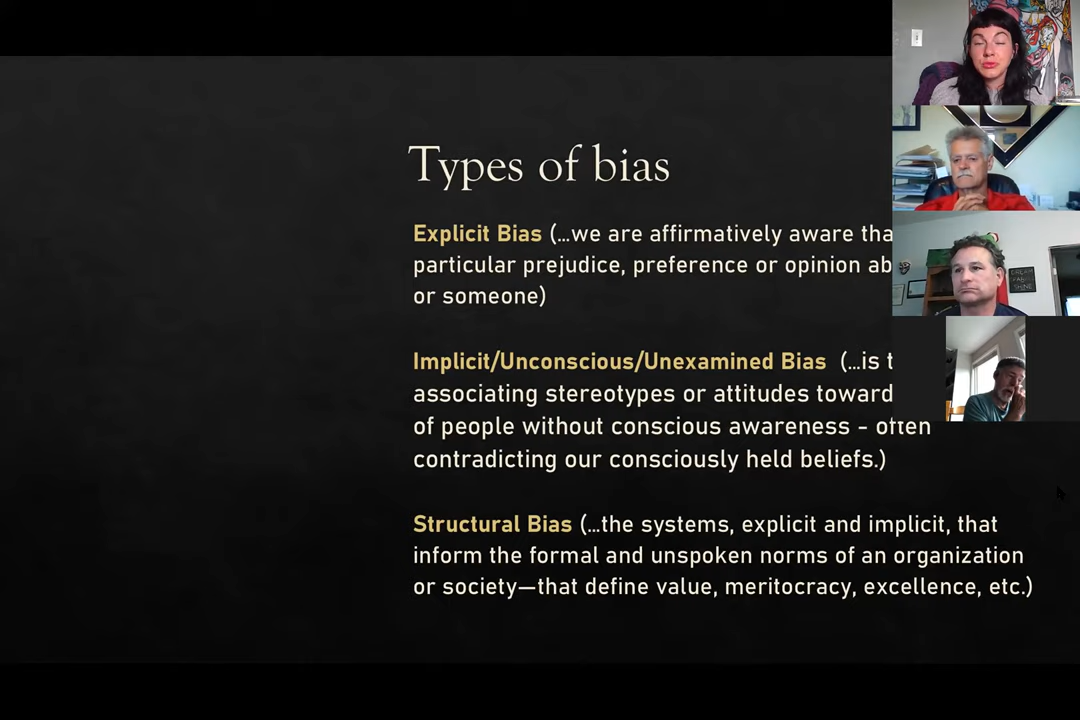 Types of bias
Explicit Bias (...we are affirmatively aware
particular prejudice, preference or opinion
or someone)
Implicit/Unconscious/Unexamined Bias (...is
associating stereotypes or attitudes toward
of people without conscious awareness - often
contradicting our consciously held beliefs.)
Structural Bias (...the systems, explicit and implicit, that
inform the formal and unspoken norms of an organization
or society—that define value, meritocracy, excellence, etc.)